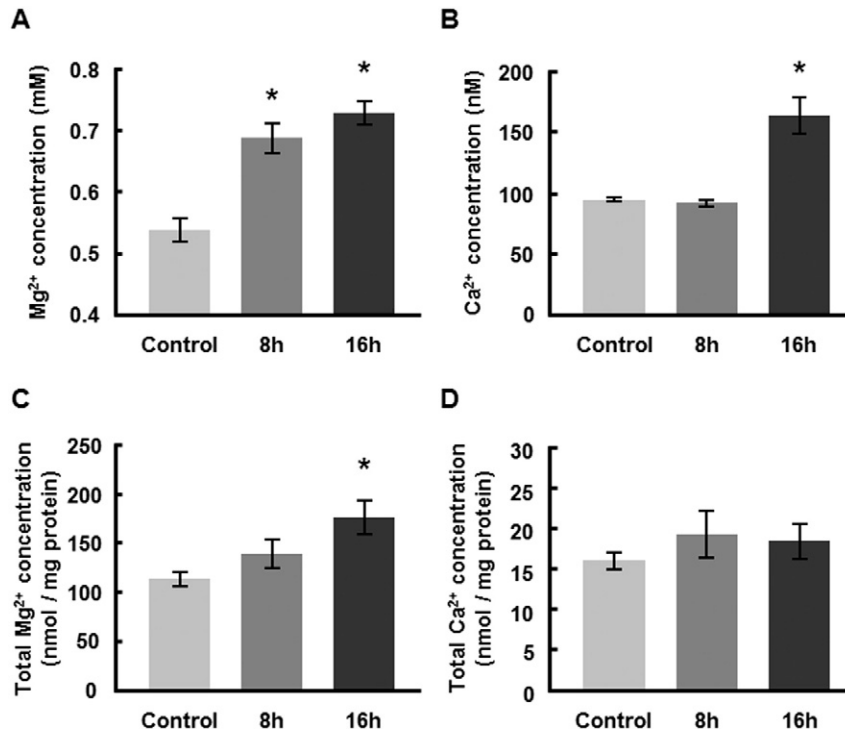 A
Mg²⁺ concentration (mM)
0.8
0.7
0.6
0.5
0.4
*
*
Control
8h
16h
B
Ca²⁺ concentration (nM)
200
150
100
50
0
*
Control
8h
16h
C
Total Mg²⁺ concentration
(nmol / mg protein)
250
200
150
100
50
0
*
Control
8h
16h
D
Total Ca²⁺ concentration
(nmol / mg protein)
30
25
20
15
10
5
0
Control
8h
16h